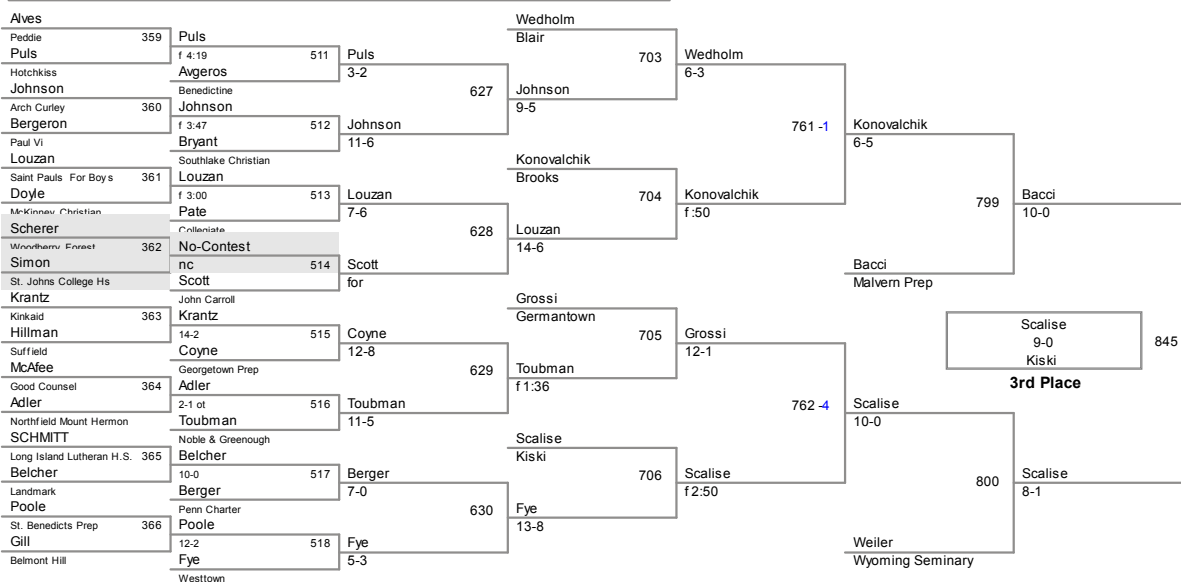 Alves
Peddie 359
Puls
Hotchkiss
Johnson
Arch Curley 360
Bergeron
Paul Vi
Louzan
Saint Pauls For Boys 361
Doyle
McKinney Christian
Scherer
Woodberry Forest 362
Simon
St. Johns College Hs
Krantz
Kinkaid 363
Hillman
Suffield
McAfee
Good Counsel 364
Adler
Northfield Mount Hermon
SCHMITT
Long Island Lutheran H.S. 365
Belcher
Landmark
Poole
St. Benedicts Prep 366
Gill
Belmont Hill
Puls
f 4:19 511
Avgeros
Benedictine
Johnson
f 3:47 512
Bryant
Southlake Christian
Louzan
f 3:00 513
Pate
Collegiate
No-Contest
nc 514
Scott
John Carroll
Krantz
14-2 515
Coyne
Georgetown Prep
Adler
2-1 ot 516
Toubman
Noble & Greenough
Belcher
10-0 517
Berger
Penn Charter
Poole
12-2 518
Fye
Westtown
Puls
3-2
627
Johnson
11-6
Louzan
7-6
628
Scott
for
Coyne
12-8
629
Toubman
11-5
Berger
7-0
630
Fye
5-3
Wedholm
Blair
703
Johnson
9-5
Konovalchik
Brooks
704
Louzan
14-6
Grossi
Germantown
705
Toubman
f 1:36
Scalise
Kiski
706
Fye
13-8
Wedholm
6-3
761 -1
Konovalchik
f :50
Grossi
12-1
762 -4
Scalise
f 2:50
Konovalchik
6-5
799
Bacci
Malvern Prep
Scalise
10-0
800
Weiler
Wyoming Seminary
Bacci
10-0
Scalise
9-0
Kiski
845
3rd Place
Scalise
8-1